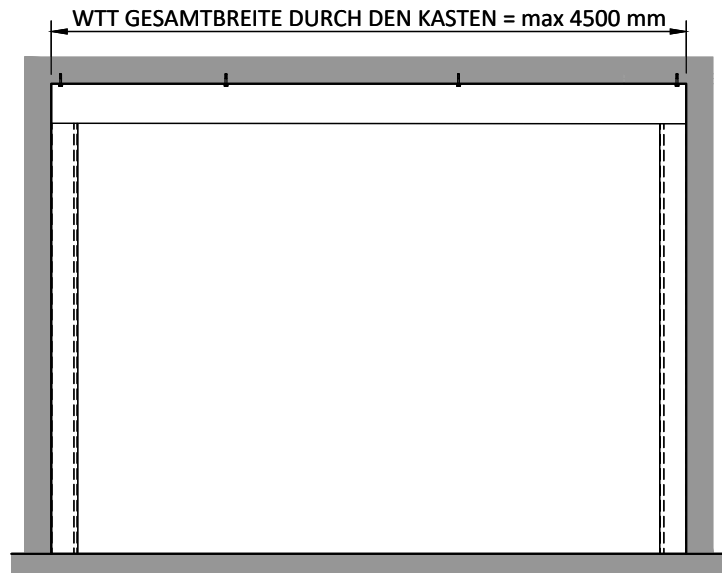 WTT GESAMTBREITE DURCH DEN KASTEN = max 4500 mm